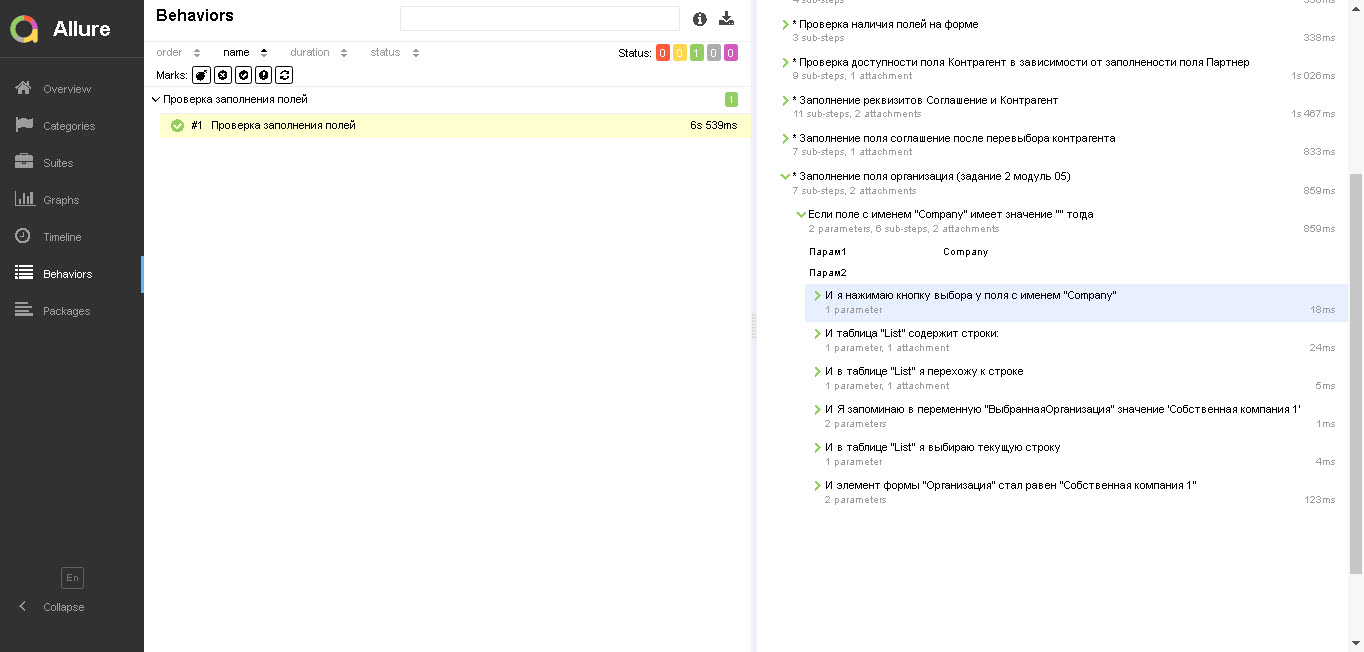 Allure
Overview
Categories
Suites
Graphs
Timeline
Behaviors
Packages
En
Collapse
Behaviors
order name duration status
Status: 0 0 1 0 0
Marks:
Проверка заполнения полей 1
#1 Проверка заполнения полей 6s 539ms
* Проверка наличия полей на форме
3 sub-steps 338ms
* Проверка доступности поля Контрагент в зависимости от заполнености поля Партнер
9 sub-steps, 1 attachment 1s 026ms
* Заполнение реквизитов Соглашение и Контрагент
11 sub-steps, 2 attachments 1s 467ms
* Заполнение поля соглашение после перевыбора контрагента
7 sub-steps, 1 attachment 833ms
* Заполнение поля организация (задание 2 модуль 05)
7 sub-steps, 2 attachments 859ms
Если поле с именем "Company" имеет значение "" тогда
2 parameters, 6 sub-steps, 2 attachments 859ms
Парам1 Company
Парам2
И я нажимаю кнопку выбора у поля с именем "Company"
1 parameter 18ms
И таблица "List" содержит строки:
1 parameter, 1 attachment 24ms
И в таблице "List" я перехожу к строке
1 parameter, 1 attachment 5ms
И Я запоминаю в переменную "ВыбраннаяОрганизация" значение 'Собственная компания 1'
2 parameters 1ms
И в таблице "List" я выбираю текущую строку
1 parameter 4ms
И элемент формы "Организация" стал равен "Собственная компания 1"
2 parameters 123ms